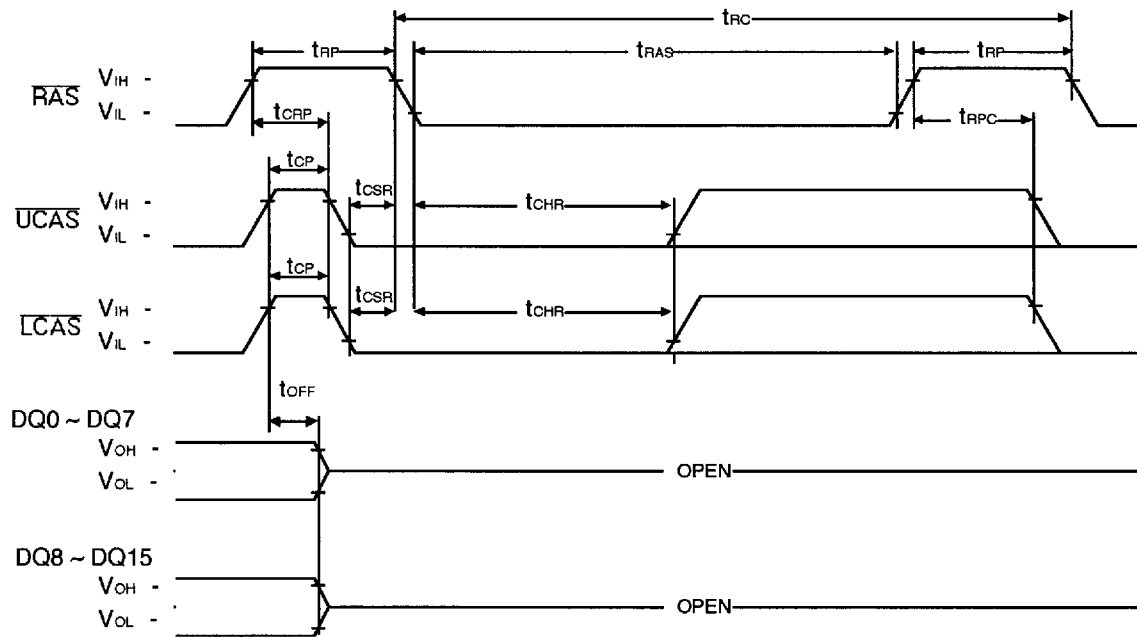 tRC
tRP tRAS tRP
RAS VIH -
VIL -
tCRP tRPC
tCP tCSR
UCAS VIH -
VIL -
tCHR
tCP tCSR
LCAS VIH -
VIL -
tCHR
tOFF
DQ0 ~ DQ7
VOH -
VOL -
OPEN
DQ8 ~ DQ15
VOH -
VOL -
OPEN